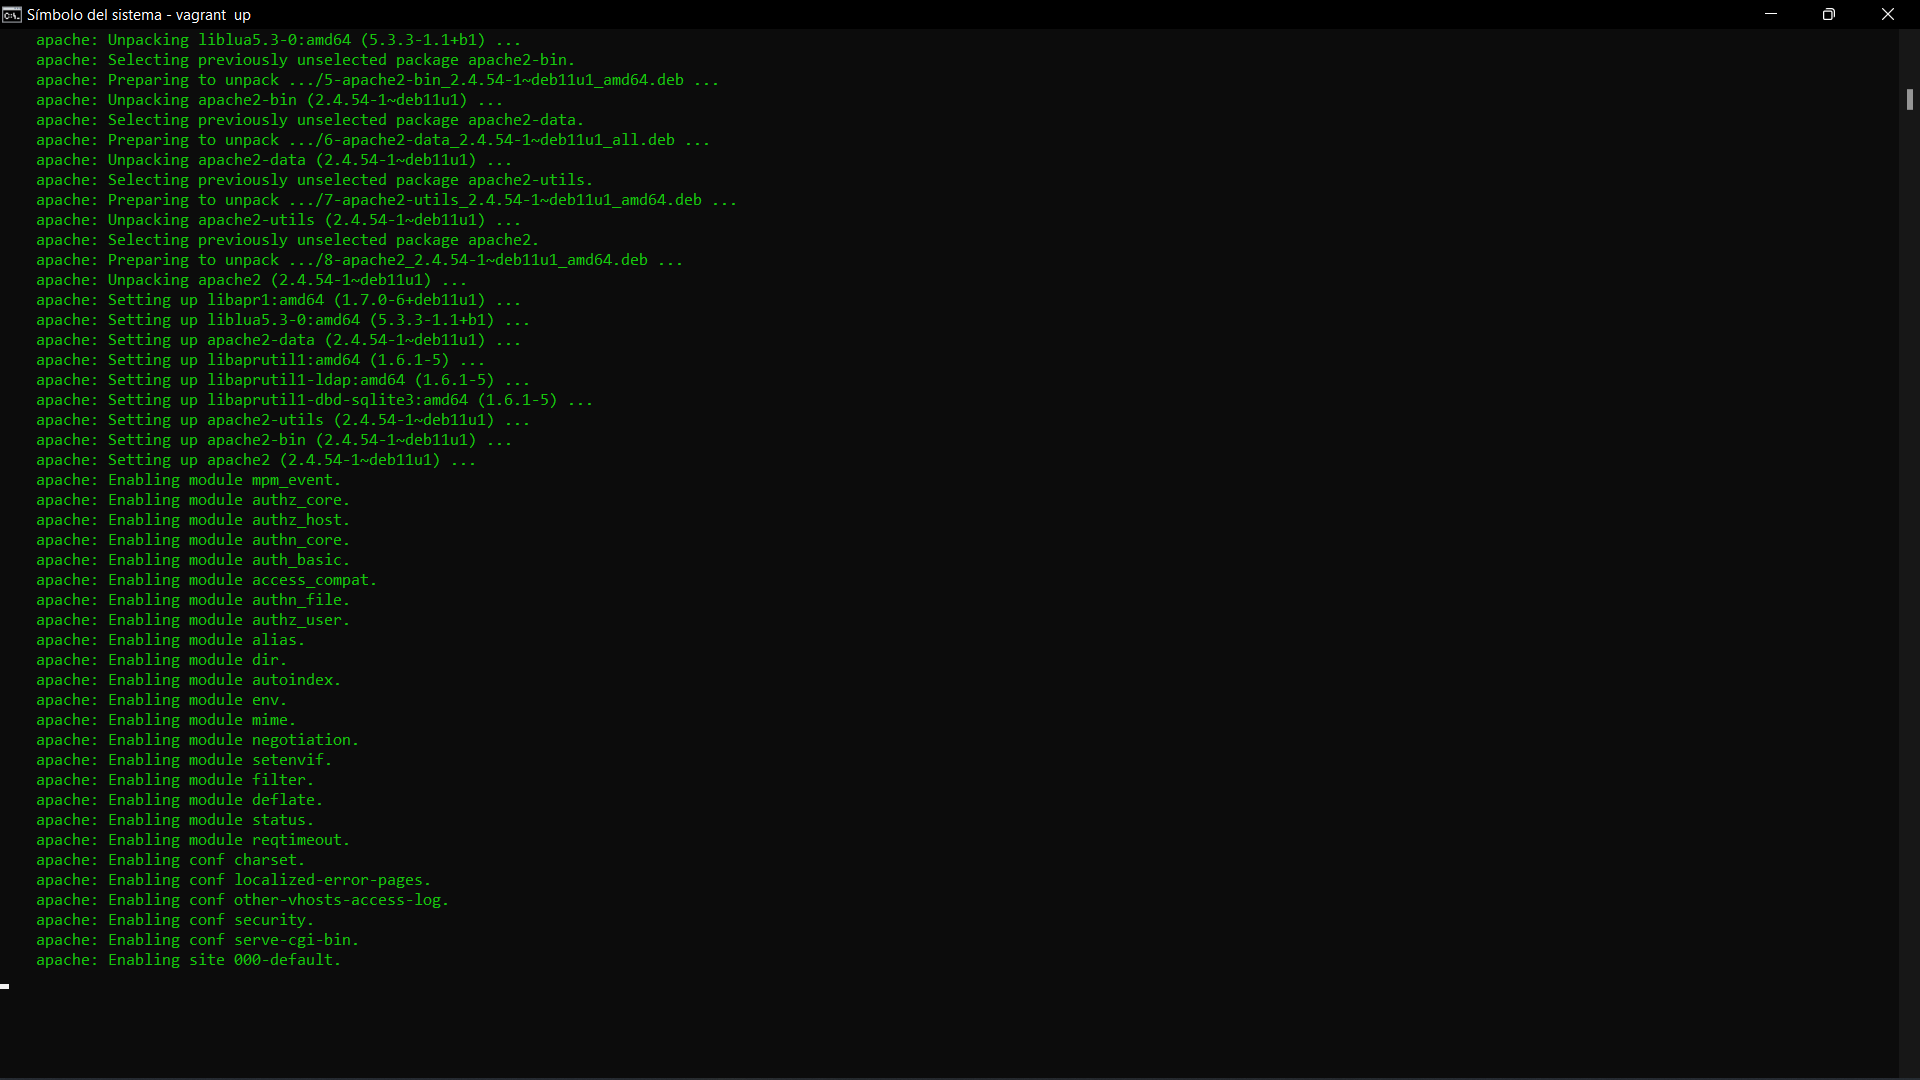 Símbolo del sistema - vagrant  up
apache: Unpacking liblua5.3-0:amd64 (5.3.3-1.1+b1) ...
apache: Selecting previously unselected package apache2-bin.
apache: Preparing to unpack .../5-apache2-bin_2.4.54-1~deb11u1_amd64.deb ...
apache: Unpacking apache2-bin (2.4.54-1~deb11u1) ...
apache: Selecting previously unselected package apache2-data.
apache: Preparing to unpack .../6-apache2-data_2.4.54-1~deb11u1_all.deb ...
apache: Unpacking apache2-data (2.4.54-1~deb11u1) ...
apache: Selecting previously unselected package apache2-utils.
apache: Preparing to unpack .../7-apache2-utils_2.4.54-1~deb11u1_amd64.deb ...
apache: Unpacking apache2-utils (2.4.54-1~deb11u1) ...
apache: Selecting previously unselected package apache2.
apache: Preparing to unpack .../8-apache2_2.4.54-1~deb11u1_amd64.deb ...
apache: Unpacking apache2 (2.4.54-1~deb11u1) ...
apache: Setting up libapr1:amd64 (1.7.0-6+deb11u1) ...
apache: Setting up liblua5.3-0:amd64 (5.3.3-1.1+b1) ...
apache: Setting up apache2-data (2.4.54-1~deb11u1) ...
apache: Setting up libaprutil1:amd64 (1.6.1-5) ...
apache: Setting up libaprutil1-ldap:amd64 (1.6.1-5) ...
apache: Setting up libaprutil1-dbd-sqlite3:amd64 (1.6.1-5) ...
apache: Setting up apache2-utils (2.4.54-1~deb11u1) ...
apache: Setting up apache2-bin (2.4.54-1~deb11u1) ...
apache: Setting up apache2 (2.4.54-1~deb11u1) ...
apache: Enabling module mpm_event.
apache: Enabling module authz_core.
apache: Enabling module authz_host.
apache: Enabling module authn_core.
apache: Enabling module auth_basic.
apache: Enabling module access_compat.
apache: Enabling module authn_file.
apache: Enabling module authz_user.
apache: Enabling module alias.
apache: Enabling module dir.
apache: Enabling module autoindex.
apache: Enabling module env.
apache: Enabling module mime.
apache: Enabling module negotiation.
apache: Enabling module setenvif.
apache: Enabling module filter.
apache: Enabling module deflate.
apache: Enabling module status.
apache: Enabling module reqtimeout.
apache: Enabling conf charset.
apache: Enabling conf localized-error-pages.
apache: Enabling conf other-vhosts-access-log.
apache: Enabling conf security.
apache: Enabling conf serve-cgi-bin.
apache: Enabling site 000-default.